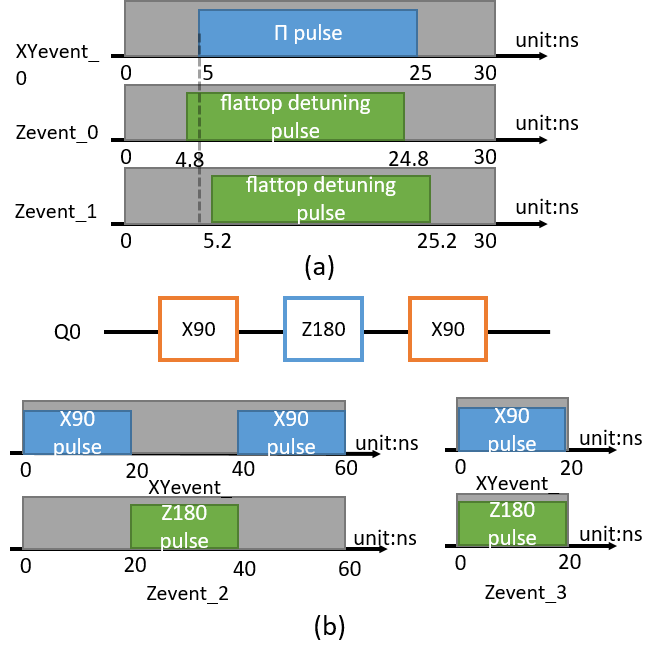 Π pulse
unit:ns
XYevent_
0
0
5
25
30
flattop detuning
pulse
unit:ns
Zevent_0
0
4.8
24.8
30
flattop detuning
pulse
unit:ns
Zevent_1
0
5.2
25.2
30
(a)
Q0
X90
Z180
X90
X90
pulse
X90
pulse
unit:ns
0
20
40
60
XYevent_
X90
pulse
unit:ns
0
20
XYevent_
Z180
pulse
unit:ns
0
20
40
60
Zevent_2
Z180
pulse
unit:ns
0
20
Zevent_3
(b)